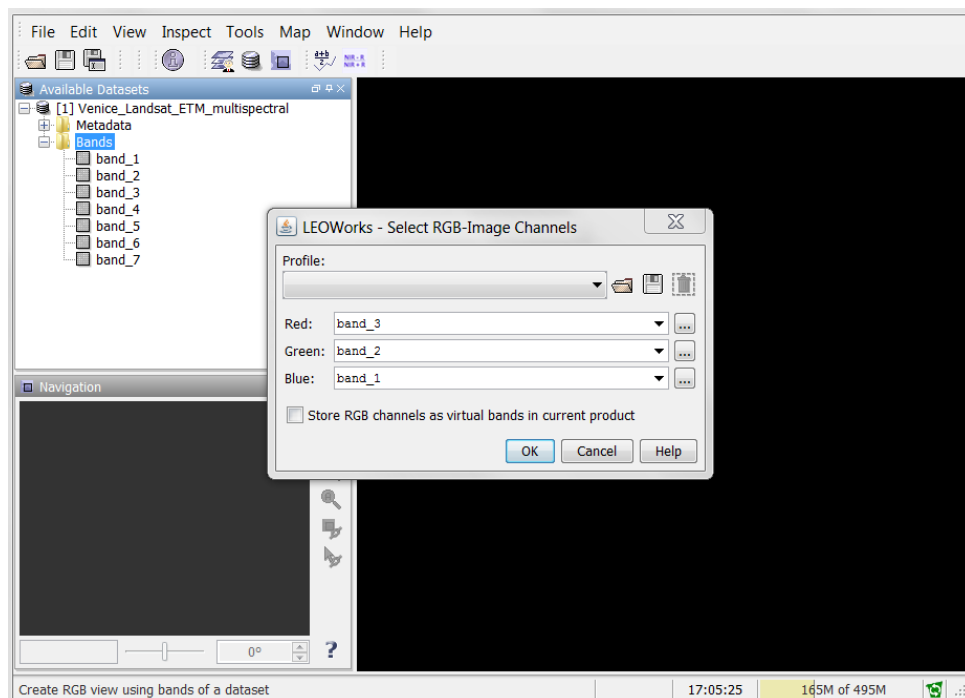 File Edit View Inspect Tools Map Window Help
Available Datasets
[1] Venice_Landsat_ETM_multispectral
Metadata
Bands
band_1
band_2
band_3
band_4
band_5
band_6
band_7
LEOWorks - Select RGB-Image Channels
Profile:
Red: band_3 ...
Green: band_2 ...
Blue: band_1 ...
Store RGB channels as virtual bands in current product
OK Cancel Help
Navigation
0° ?
Create RGB view using bands of a dataset 17:05:25 165M of 495M